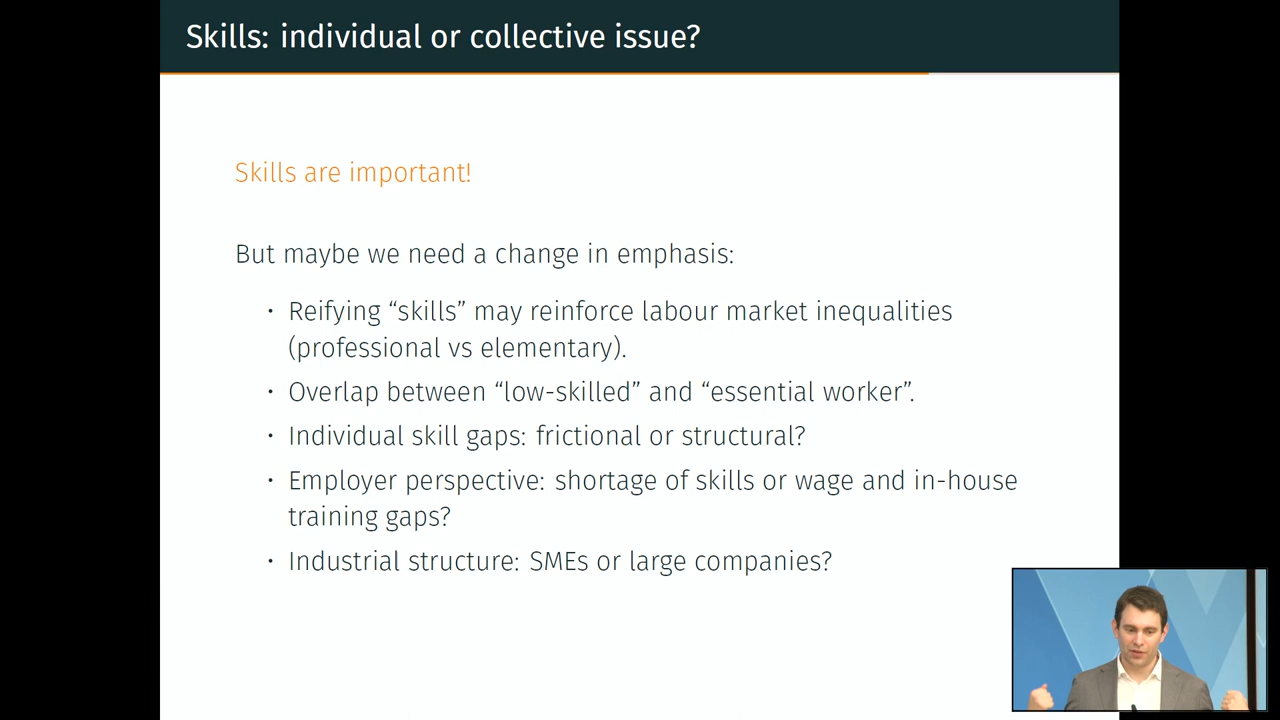 Skills: individual or collective issue?
Skills are important!
But maybe we need a change in emphasis:
· Reifying “skills” may reinforce labour market inequalities
(professional vs elementary).
· Overlap between “low-skilled” and “essential worker”.
· Individual skill gaps: frictional or structural?
· Employer perspective: shortage of skills or wage and in-house
training gaps?
· Industrial structure: SMEs or large companies?